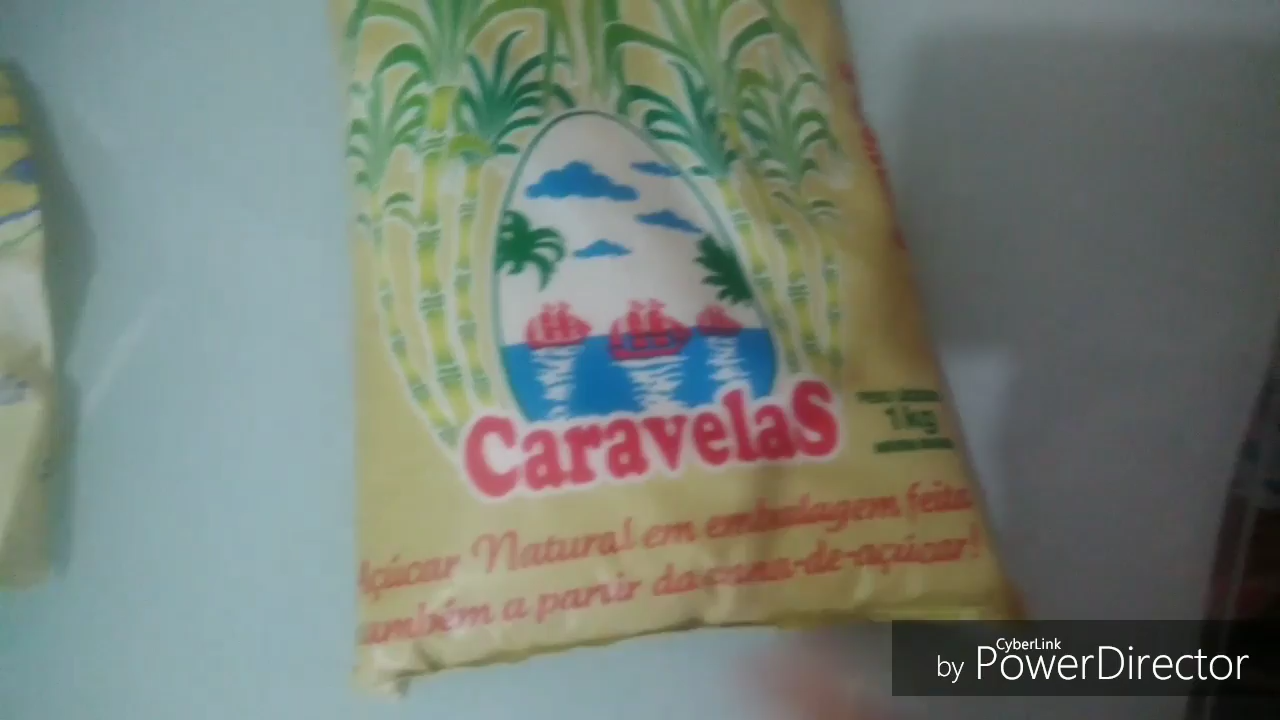 CaravelaS
1kg
Açúcar Natural em embalagem feita
também a partir da cana-de-açúcar!
by CyberLink PowerDirector